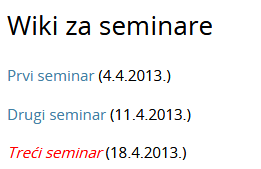 Wiki za seminare
Prvi seminar (4.4.2013.)
Drugi seminar (11.4.2013.)
Treći seminar (18.4.2013.)